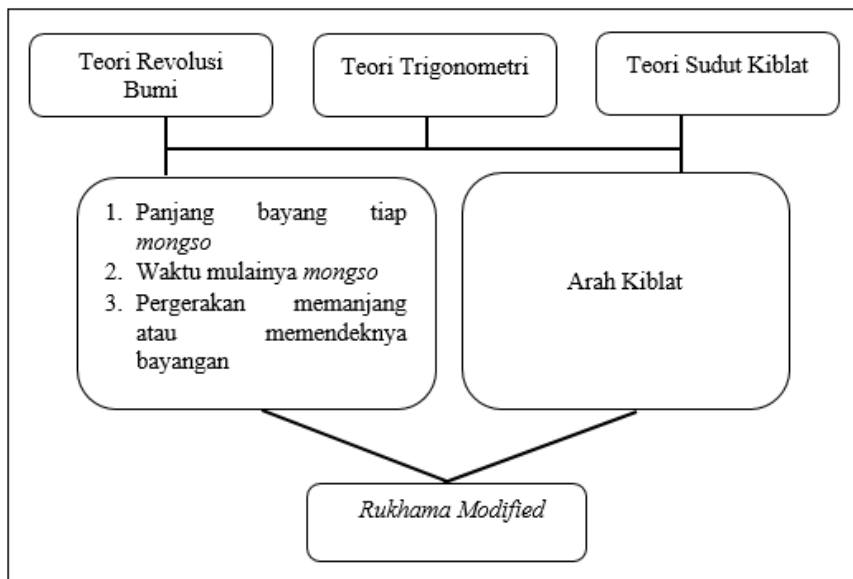 Teori Revolusi
Bumi
Teori Trigonometri
Teori Sudut Kiblat
1. Panjang bayang tiap
mongso
2. Waktu mulainya mongso
3. Pergerakan memanjang
atau memendeknya
bayangan
Arah Kiblat
Rukhama Modified